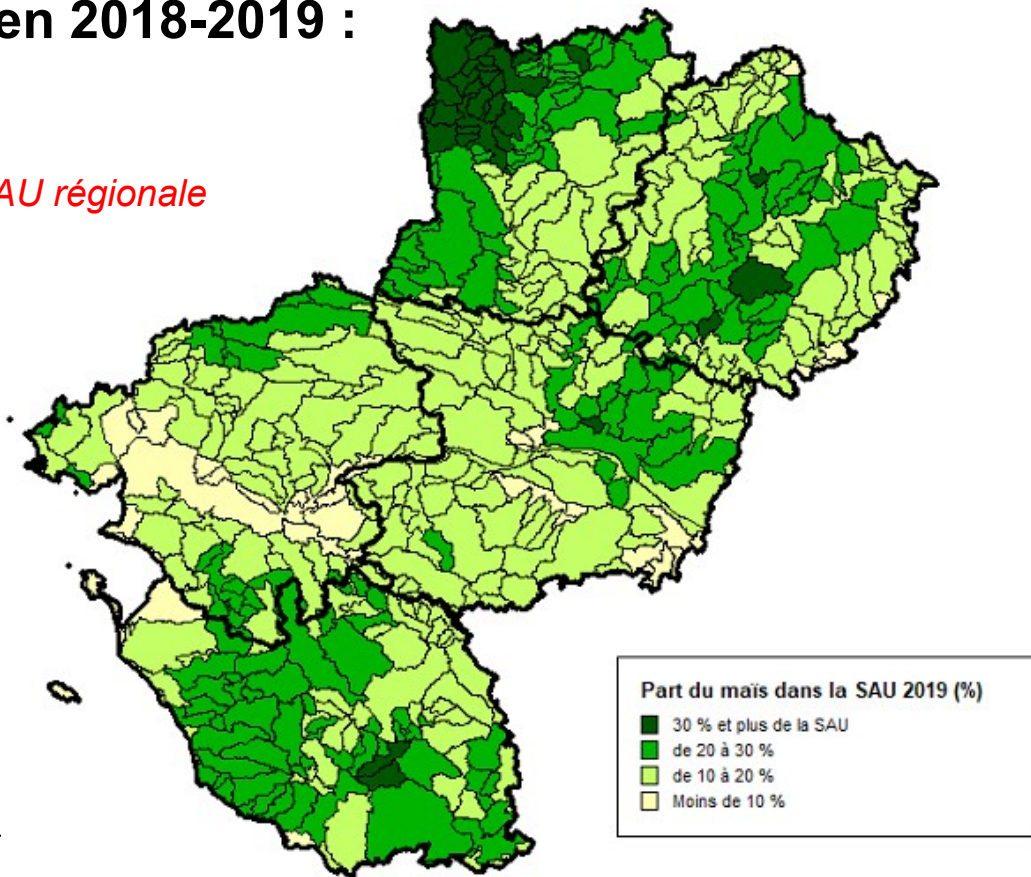 en 2018-2019 :
AU régionale
Part du maïs dans la SAU 2019 (%)
30 % et plus de la SAU
de 20 à 30 %
de 10 à 20 %
Moins de 10 %